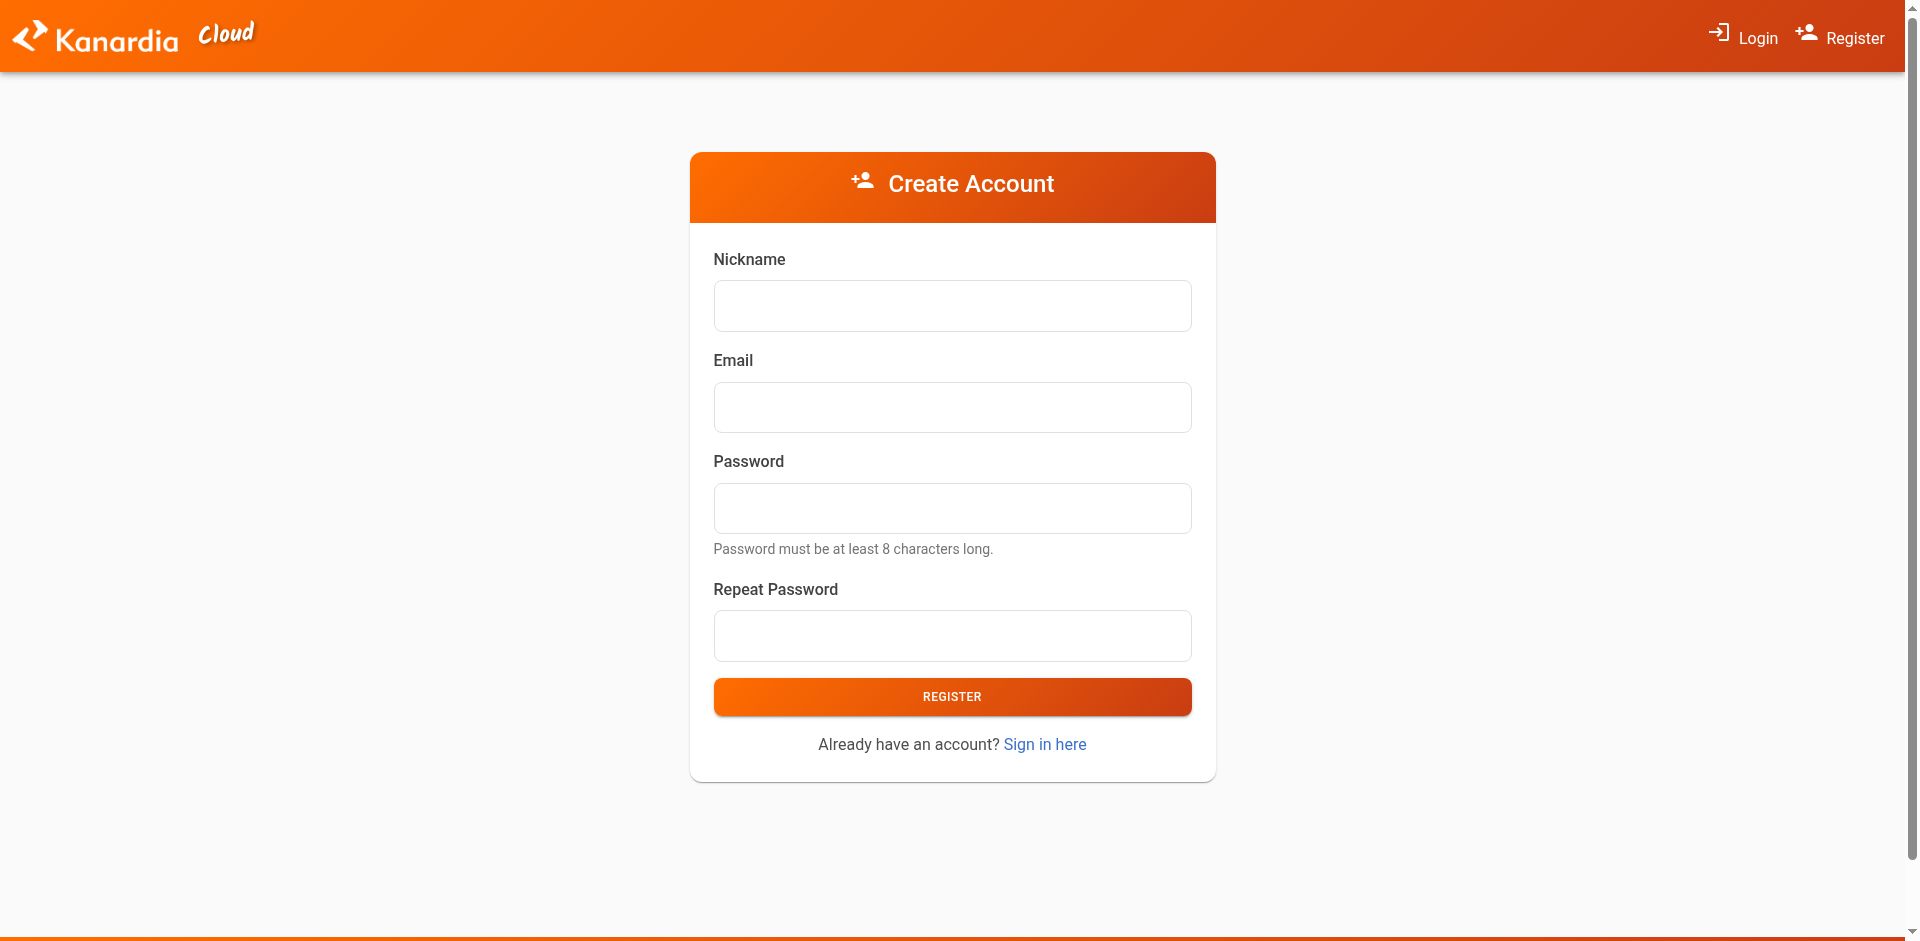 Kanardia Cloud
Login
Register
Create Account
Nickname
Email
Password
Password must be at least 8 characters long.
Repeat Password
REGISTER
Already have an account? Sign in here